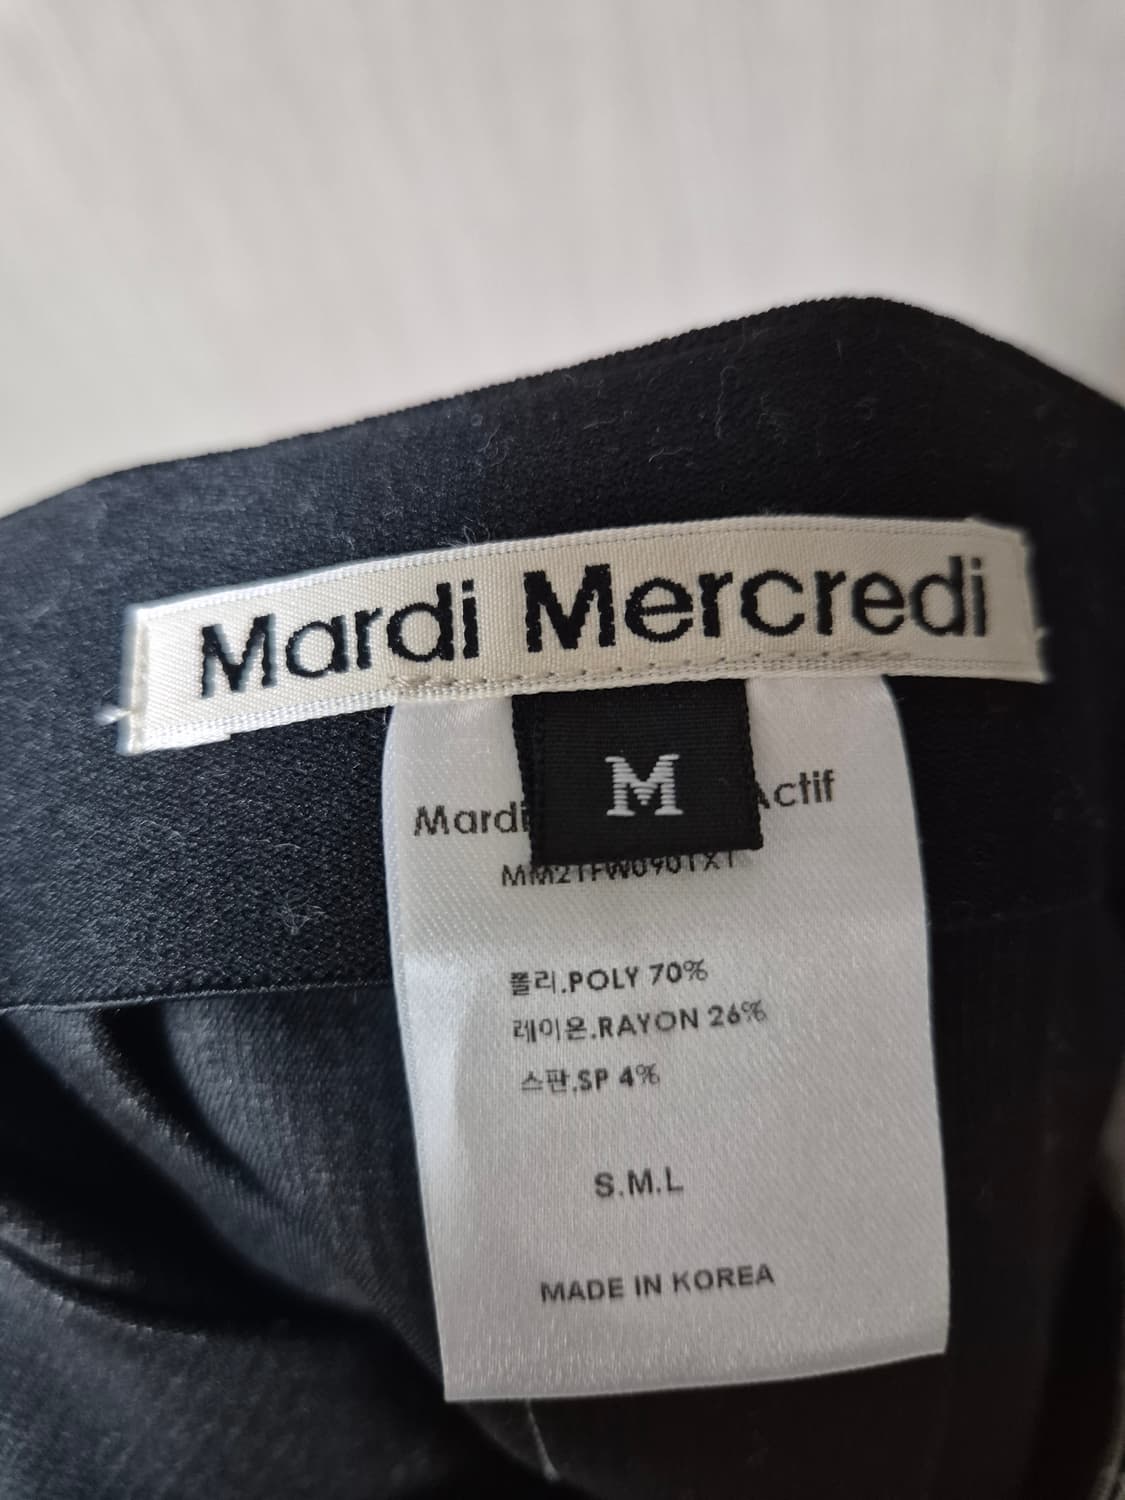 Mardi Mercredi
M
Mardi Actif
MM21FW0901XT
폴리.POLY 70%
레이온.RAYON 26%
스판.SP 4%
S.M.L
MADE IN KOREA